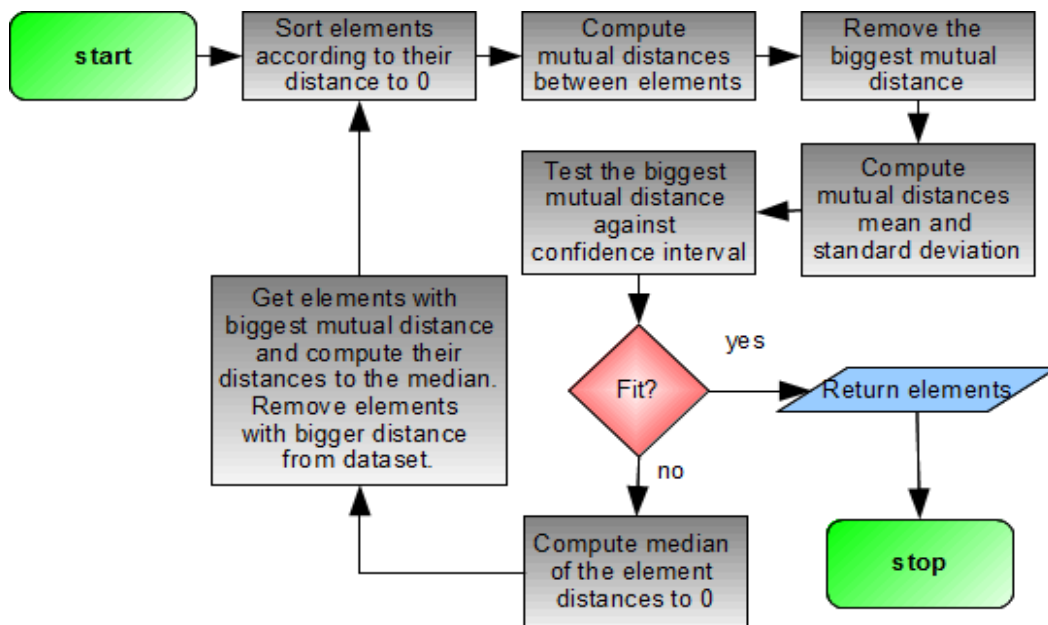 start
Sort elements
according to their
distance to 0
Compute
mutual distances
between elements
Remove the
biggest mutual
distance
Compute
mutual distances
mean and
standard deviation
Test the biggest
mutual distance
against
confidence interval
Fit?
yes
Return elements
stop
no
Compute median
of the element
distances to 0
Get elements with
biggest mutual distance
and compute their
distances to the median.
Remove elements
with bigger distance
from dataset.